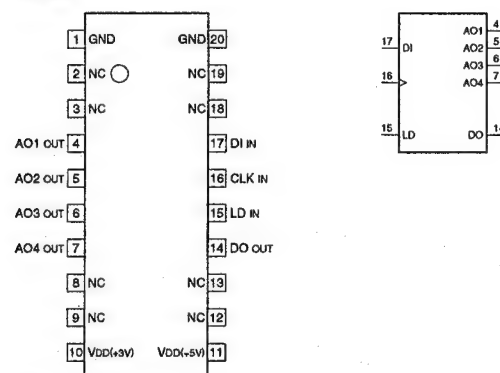 1 GND GND 20
2 NC NC 19
3 NC NC 18
AO1 OUT 4 17 DI IN
AO2 OUT 5 16 CLK IN
AO3 OUT 6 15 LD IN
AO4 OUT 7 14 DO OUT
8 NC NC 13
9 NC NC 12
10 VDD(+3V) VDD(+5V) 11
AO1 4
17 DI AO2 5
AO3 6
16 AO4 7
15 LD DO